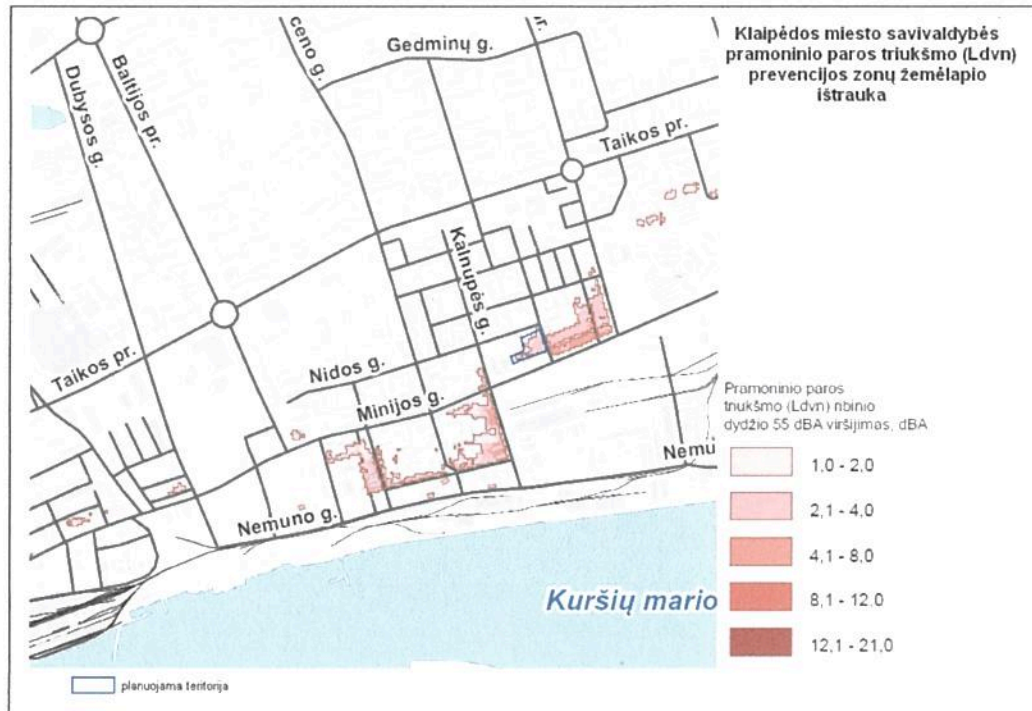 Klaipėdos miesto savivaldybės
pramoninio paros triukšmo (Ldvn)
prevencijos zonų žemėlapio
ištrauka
ceno g.
Gedminų g.
pr.
Dubysos g.
Baltijos pr.
Taikos pr.
Kalnupės g.
Taikos pr.
Nidos g.
Minijos g.
Nemuno g.
Nemu
Kuršių mario
Pramoninio paros
triukšmo (Ldvn) ribinio
dydžio 55 dBA viršijimas, dBA
1,0 - 2,0
2,1 - 4,0
4,1 - 8,0
8,1 - 12,0
12,1 - 21,0
planuojama teritorija